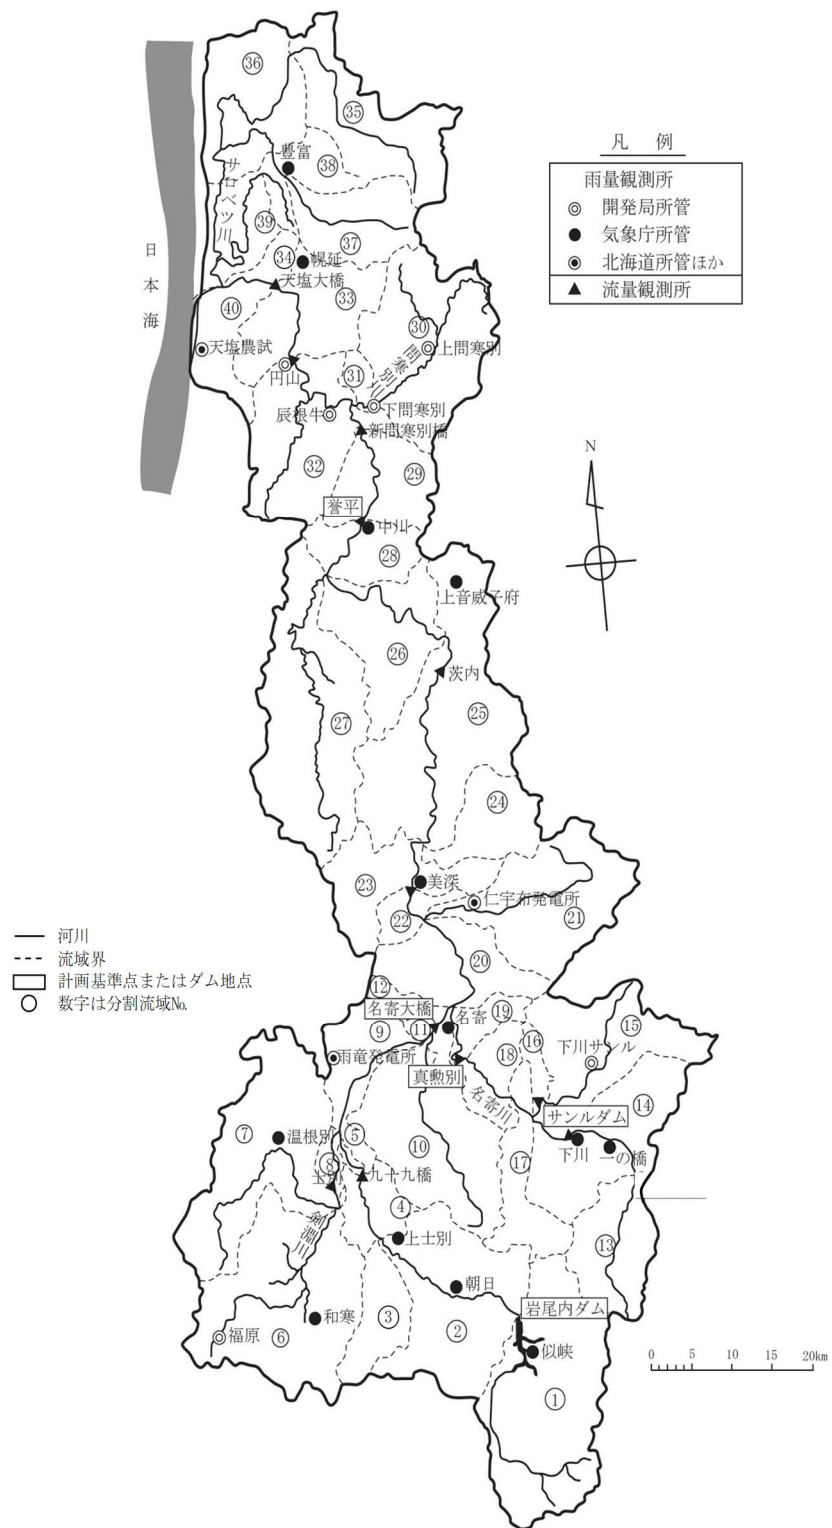 凡 例
雨量観測所
開発局所管
気象庁所管
北海道所管ほか
流量観測所
36
35
豊富
38
サロベツ川
39
37
34
幌延
天塩大橋
日本海
40
33
30
天塩農試
上問寒別
円山
31
問寒別川
下問寒別
辰根牛
新問寒別橋
N
32
29
誉平
中川
28
上音威子府
26
茨内
27
25
24
美深
23
仁宇布発電所
22
21
河川
流域界
計画基準点またはダム地点
数字は分割流域No.
20
12
名寄大橋
19
9
11
名寄
16
15
雨竜発電所
18
下川サンル
真勲別
名寄川
14
サンルダム
7
温根別
5
10
下川
一の橋
8
17
士別
九十九橋
4
剣淵川
上士別
13
朝日
岩尾内ダム
和寒
3
2
福原
6
似峡
0 5 10 15 20km
1